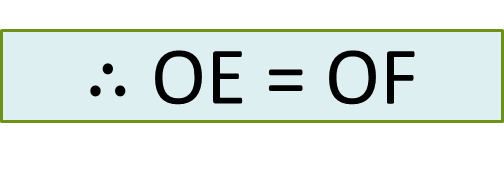 ∴ OE = OF